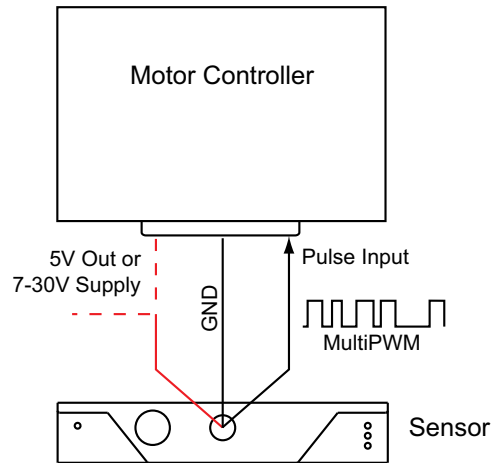 Motor Controller
5V Out or
7-30V Supply
GND
Pulse Input
MultiPWM
Sensor